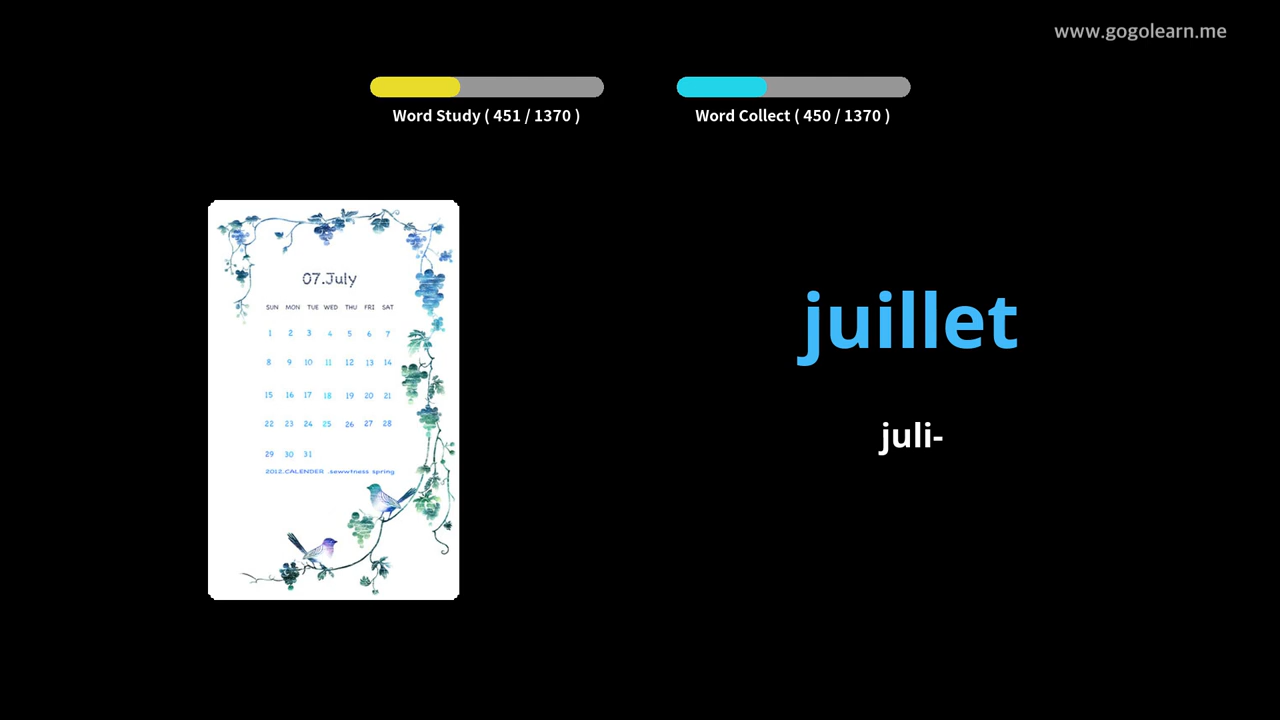 www.gogolearn.me
Word Study ( 451 / 1370 )
Word Collect ( 450 / 1370 )
07.July
SUN MON TUE WED THU FRI SAT
1 2 3 4 5 6 7
8 9 10 11 12 13 14
15 16 17 18 19 20 21
22 23 24 25 26 27 28
29 30 31
2012.CALENDER .sewwtness spring
juillet
juli-